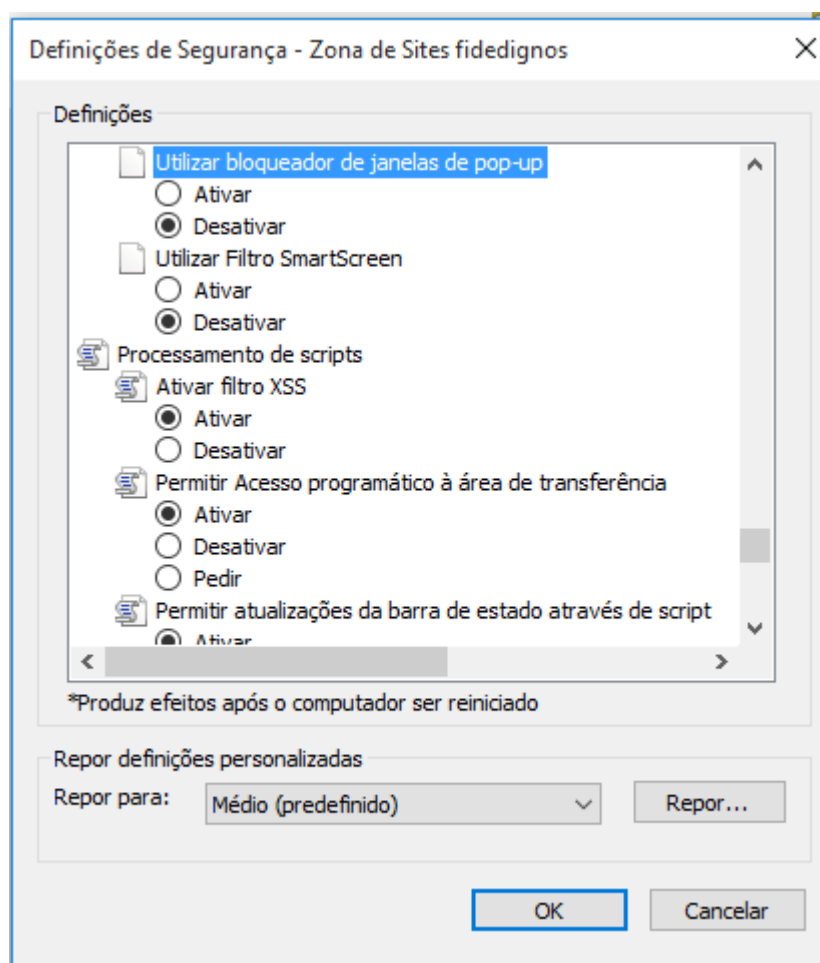 Definições de Segurança - Zona de Sites fidedignos
Definições
Utilizar bloqueador de janelas de pop-up
Ativar
Desativar
Utilizar Filtro SmartScreen
Ativar
Desativar
Processamento de scripts
Ativar filtro XSS
Ativar
Desativar
Permitir Acesso programático à área de transferência
Ativar
Desativar
Pedir
Permitir atualizações da barra de estado através de script
Ativar
*Produz efeitos após o computador ser reiniciado
Repor definições personalizadas
Repor para: Médio (predefinido) Repor...
OK Cancelar